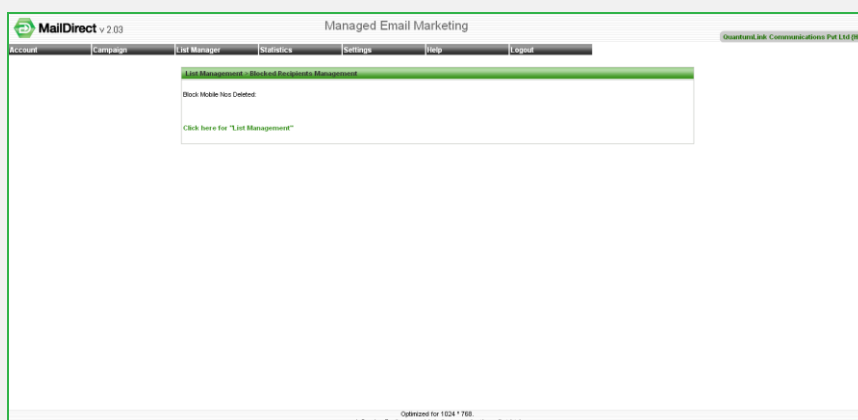 MailDirect v 2.03
Managed Email Marketing
QuantumLink Communications Pvt Ltd
Account Campaign List Manager Statistics Settings Help Logout
List Management > Blocked Recipients Management
Block Mobile Nos Deleted:
Click here for "List Management"
Optimized for 1024 * 768.